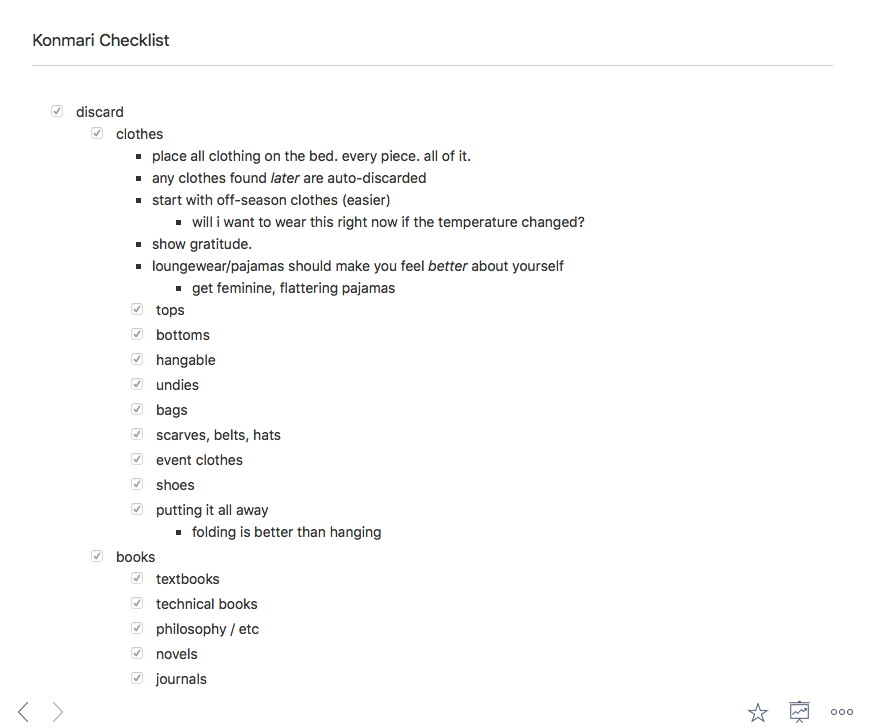 Konmari Checklist
discard
clothes
place all clothing on the bed. every piece. all of it.
any clothes found later are auto-discarded
start with off-season clothes (easier)
will i want to wear this right now if the temperature changed?
show gratitude.
loungewear/pajamas should make you feel better about yourself
get feminine, flattering pajamas
tops
bottoms
hangable
undies
bags
scarves, belts, hats
event clothes
shoes
putting it all away
folding is better than hanging
books
textbooks
technical books
philosophy / etc
novels
journals